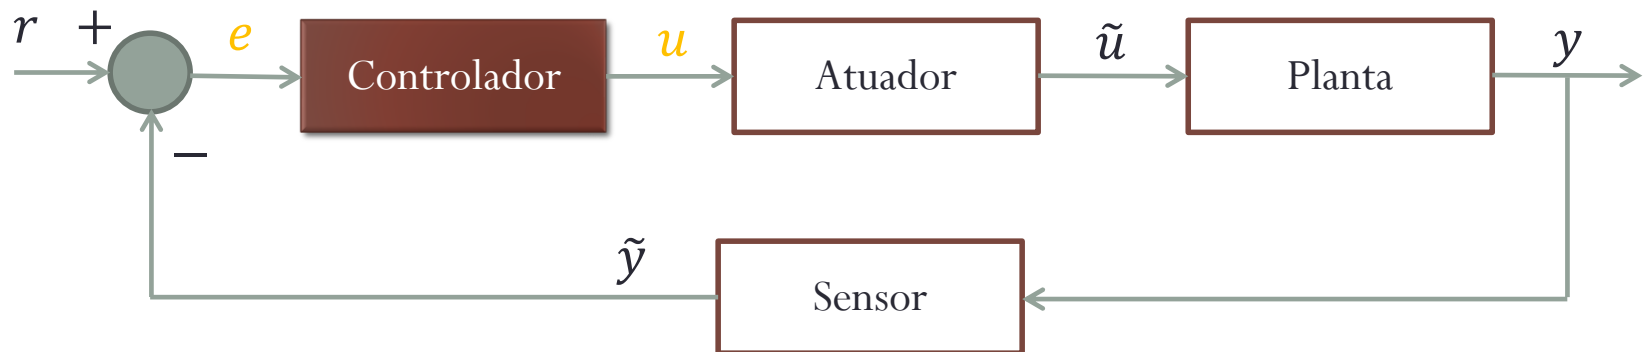 r + e Controlador u Atuador ũ Planta y
−
ỹ Sensor